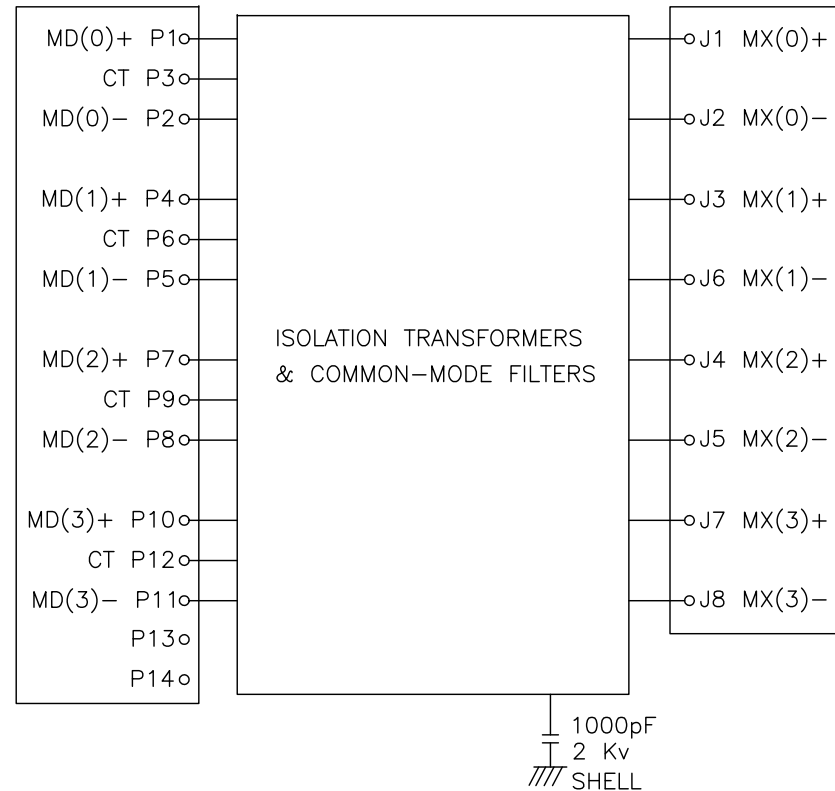 MD(0)+ P1
CT P3
MD(0)- P2
MD(1)+ P4
CT P6
MD(1)- P5
MD(2)+ P7
CT P9
MD(2)- P8
MD(3)+ P10
CT P12
MD(3)- P11
P13
P14
ISOLATION TRANSFORMERS
& COMMON-MODE FILTERS
J1 MX(0)+
J2 MX(0)-
J3 MX(1)+
J6 MX(1)-
J4 MX(2)+
J5 MX(2)-
J7 MX(3)+
J8 MX(3)-
1000pF
2 Kv
SHELL